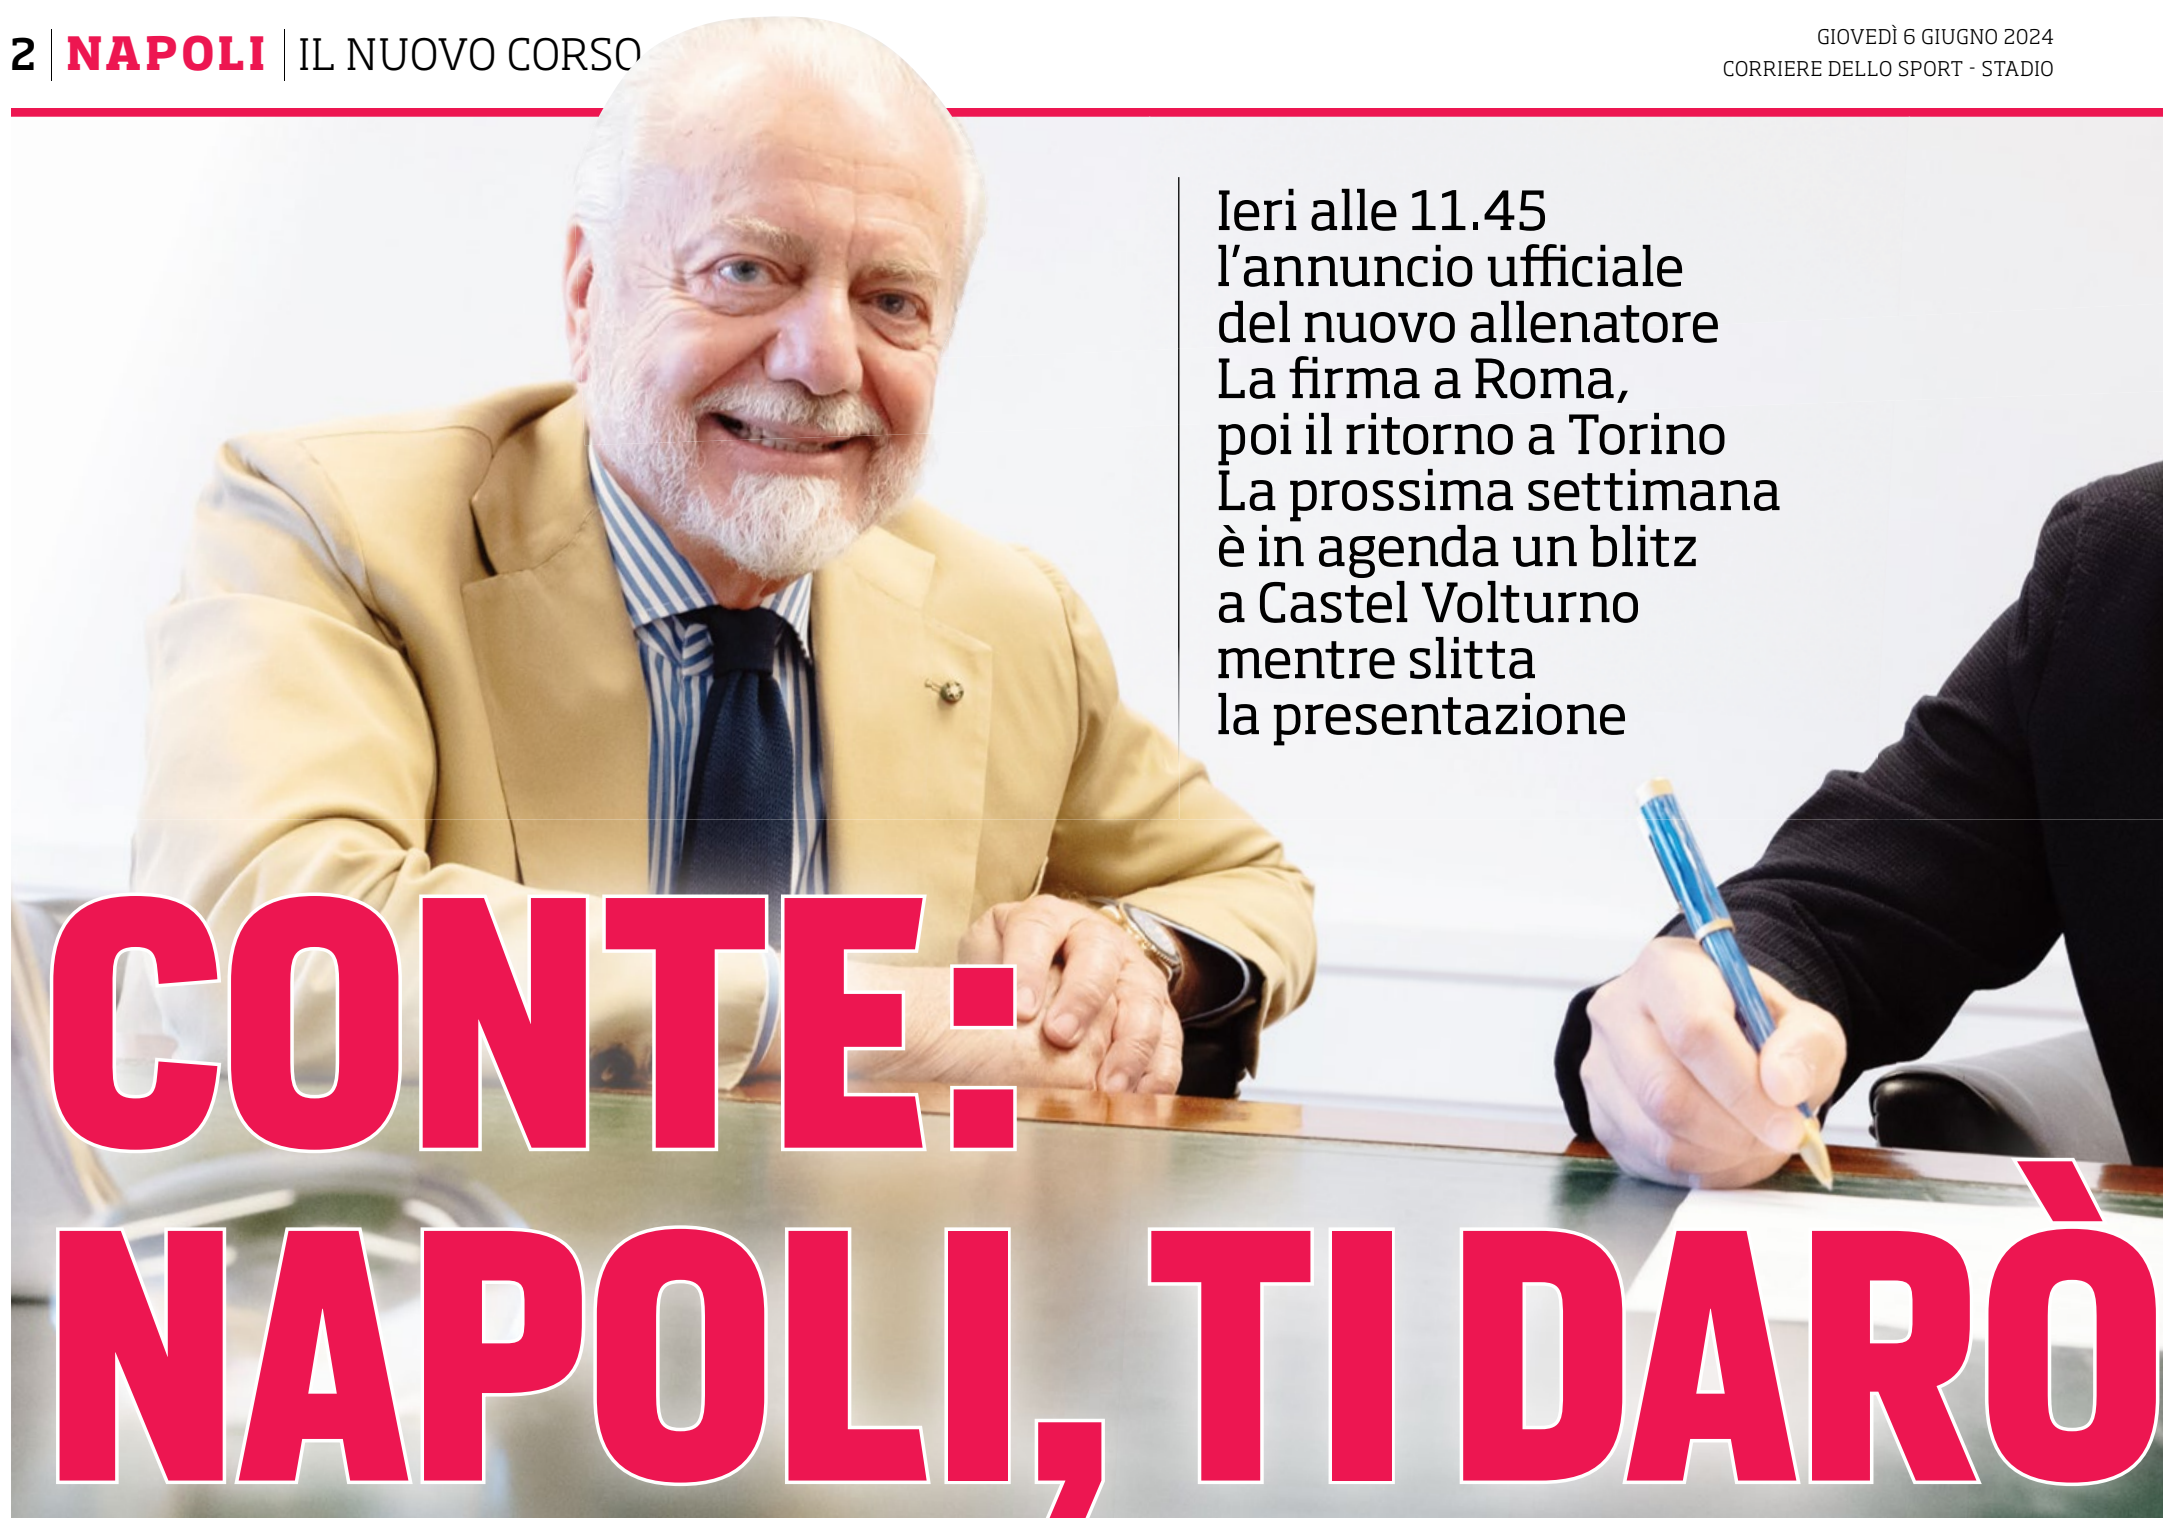 2 NAPOLI IL NUOVO CORSO
GIOVEDÌ 6 GIUGNO 2024
CORRIERE DELLO SPORT - STADIO
Ieri alle 11.45
l'annuncio ufficiale
del nuovo allenatore
La firma a Roma,
poi il ritorno a Torino
La prossima settimana
è in agenda un blitz
a Castel Volturno
mentre slitta
la presentazione
CONTE:
NAPOLI, TI DARÒ